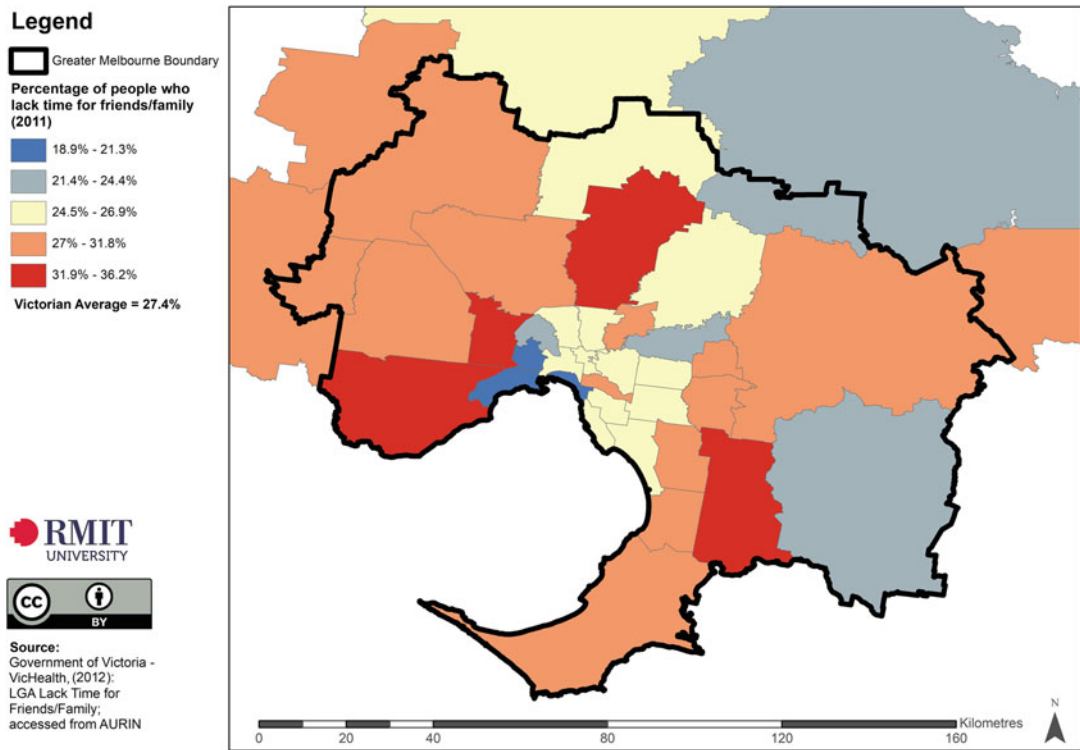 Legend
Greater Melbourne Boundary
Percentage of people who
lack time for friends/family
(2011)
18.9% - 21.3%
21.4% - 24.4%
24.5% - 26.9%
27% - 31.8%
31.9% - 36.2%
Victorian Average = 27.4%
RMIT
UNIVERSITY
cc
BY
Source:
Government of Victoria -
VicHealth, (2012):
LGA Lack Time for
Friends/Family;
accessed from AURIN
N
Kilometres
0 20 40 80 120 160